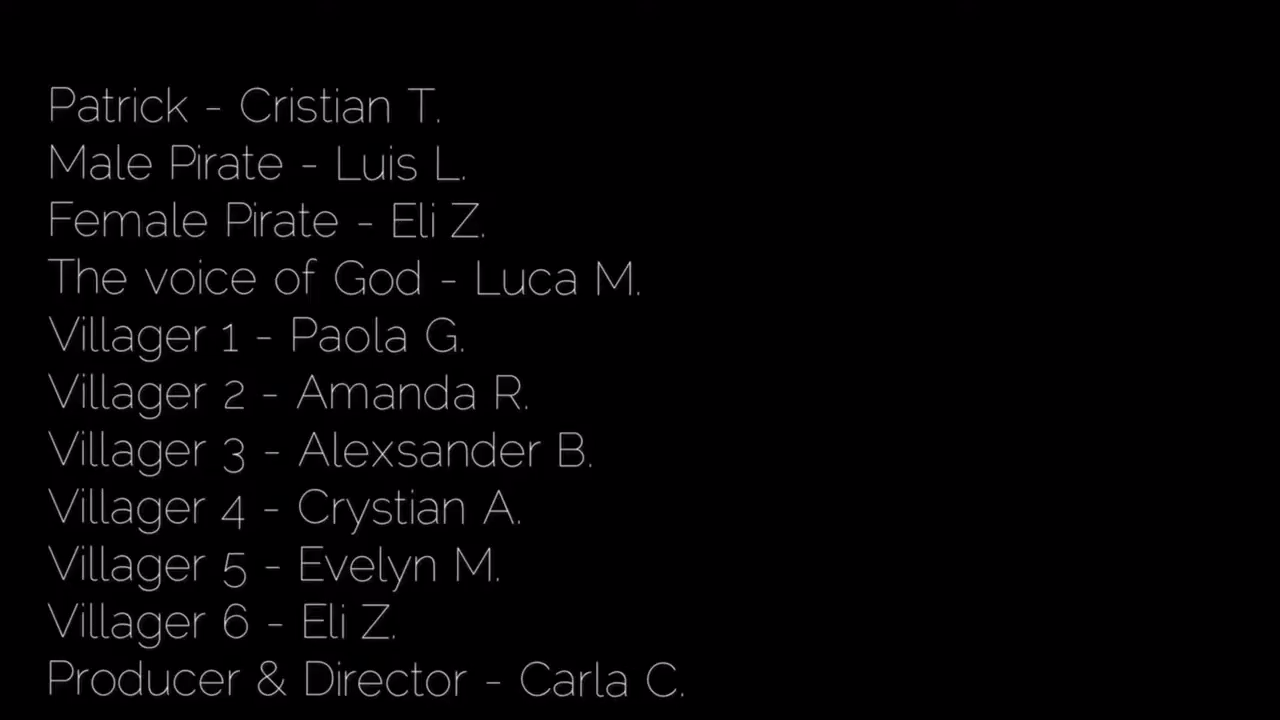 Patrick - Cristian T.
Male Pirate - Luis L.
Female Pirate - Eli Z.
The voice of God - Luca M.
Villager 1 - Paola G.
Villager 2 - Amanda R.
Villager 3 - Alexsander B.
Villager 4 - Crystian A.
Villager 5 - Evelyn M.
Villager 6 - Eli Z.
Producer & Director - Carla C.